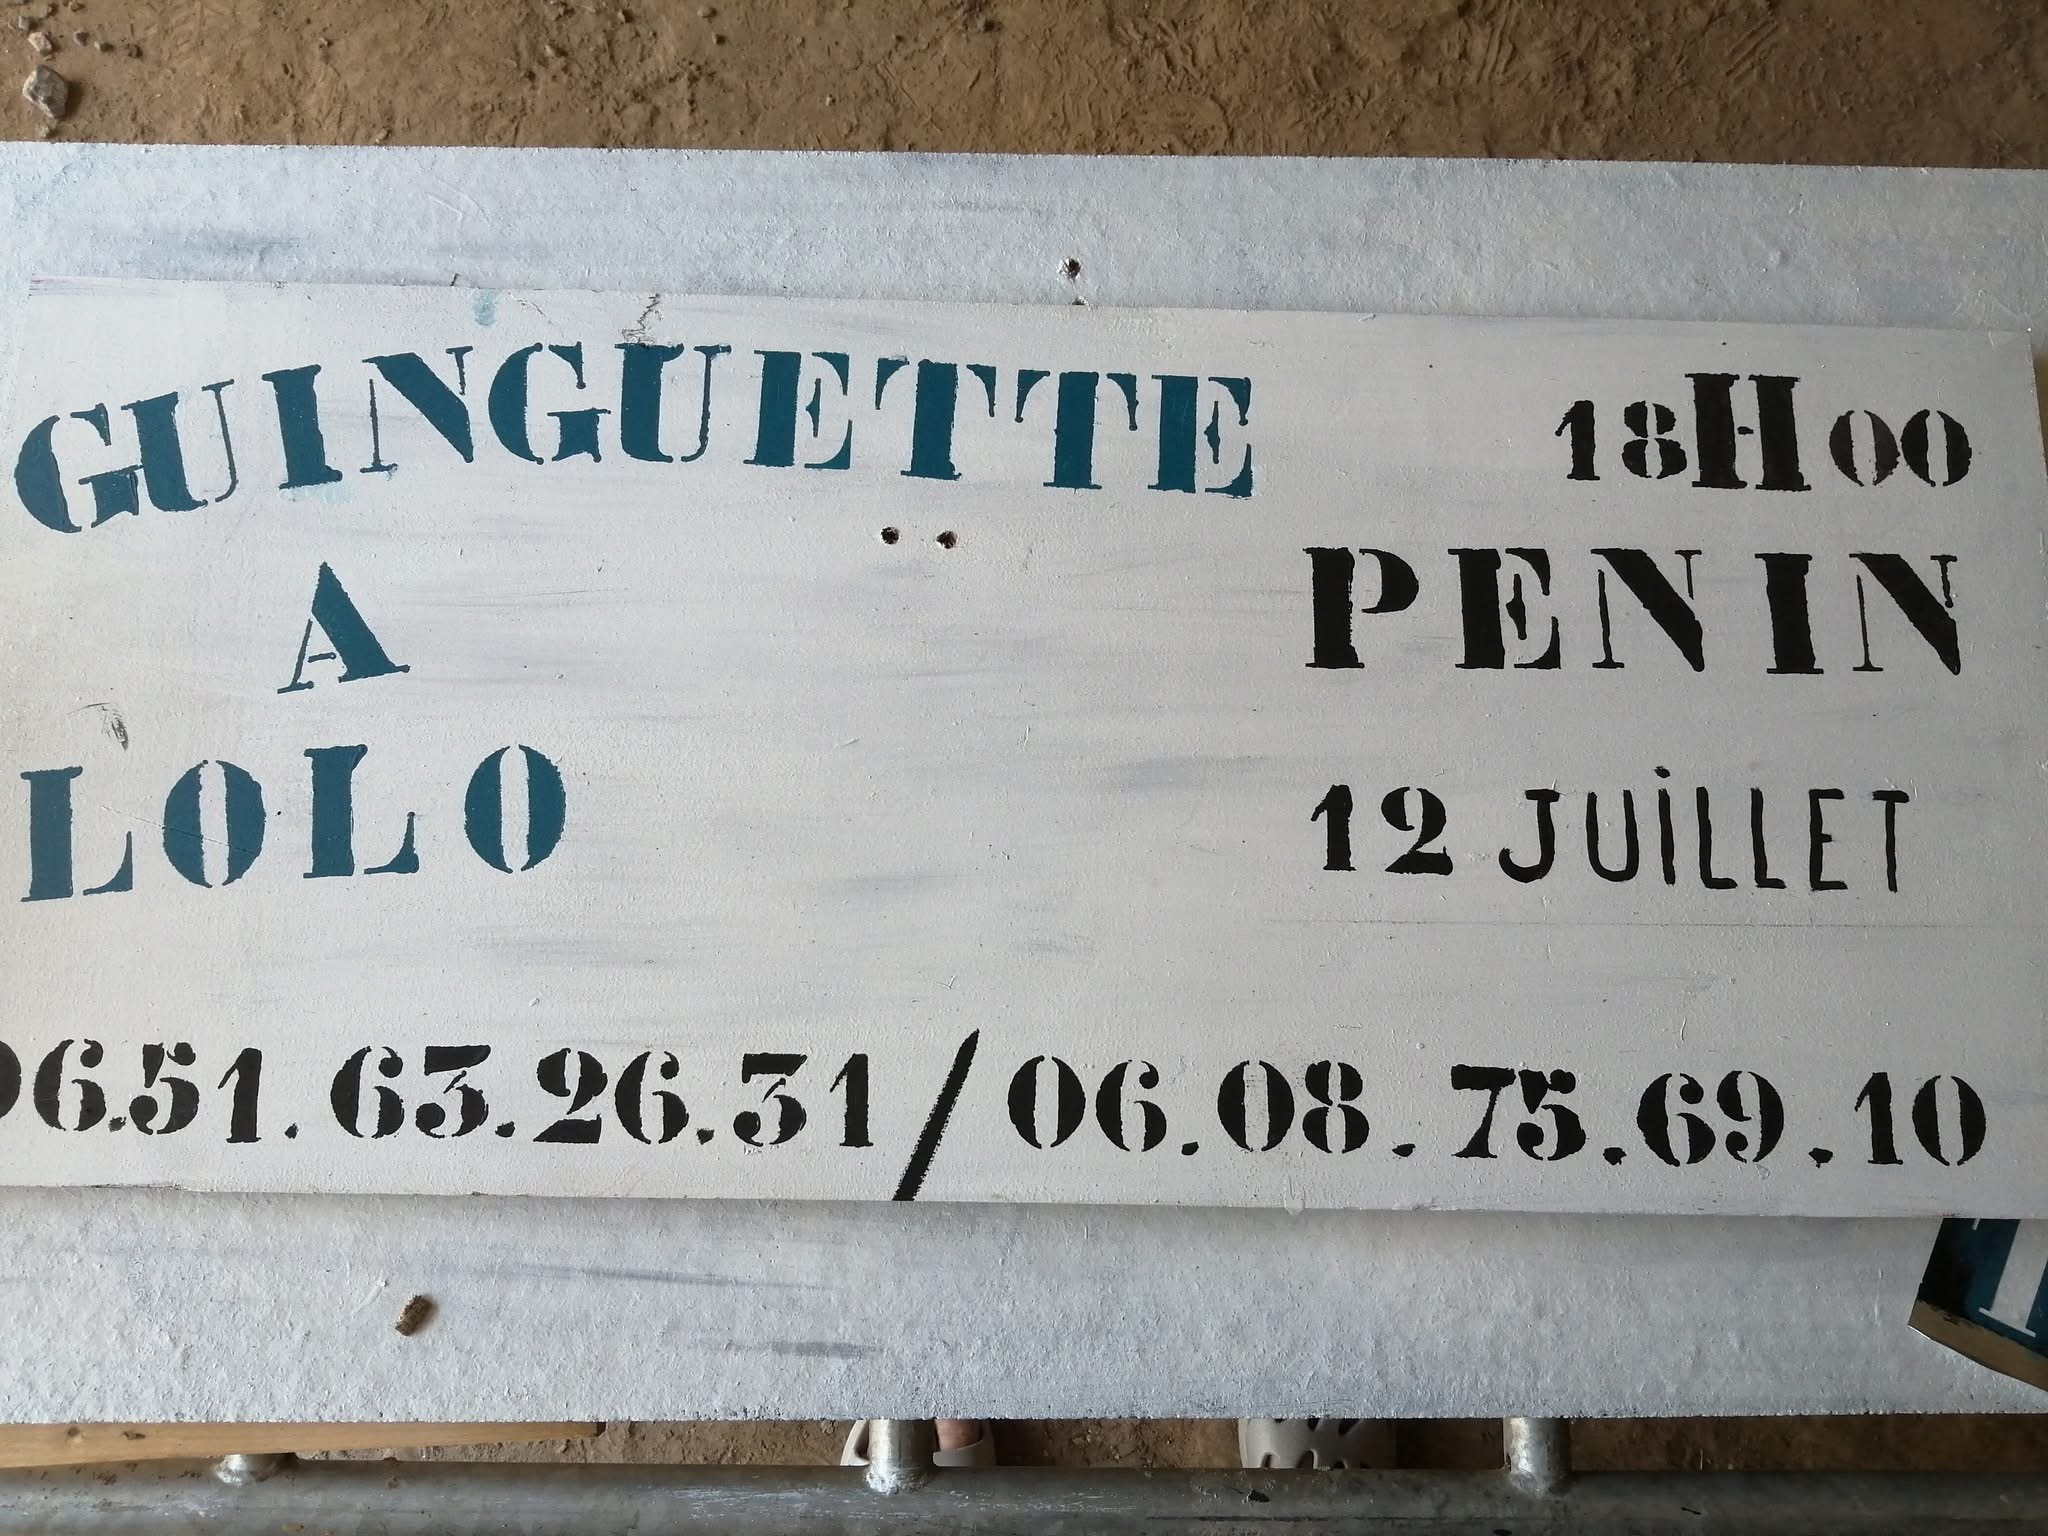 GUINGUETTE
A
LOLO
18H00
PENIN
12 JUiLLET
06.51.63.26.31/06.08.75.69.10